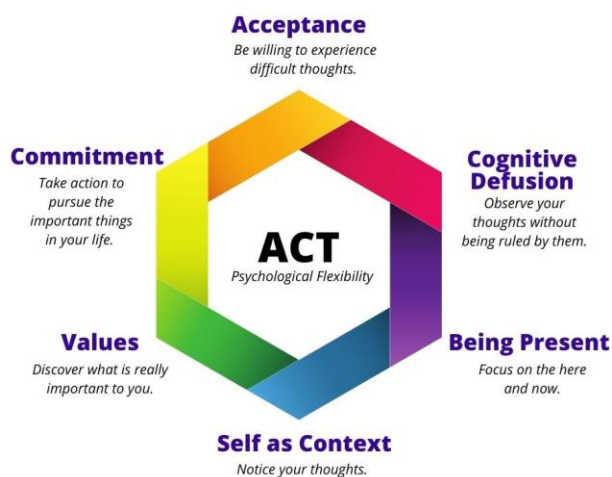 Acceptance
Be willing to experience
difficult thoughts.
Commitment
Take action to
pursue the
important things
in your life.
Cognitive
Defusion
Observe your
thoughts without
being ruled by them.
ACT
Psychological Flexibility
Values
Discover what is really
important to you.
Being Present
Focus on the here
and now.
Self as Context
Notice your thoughts.